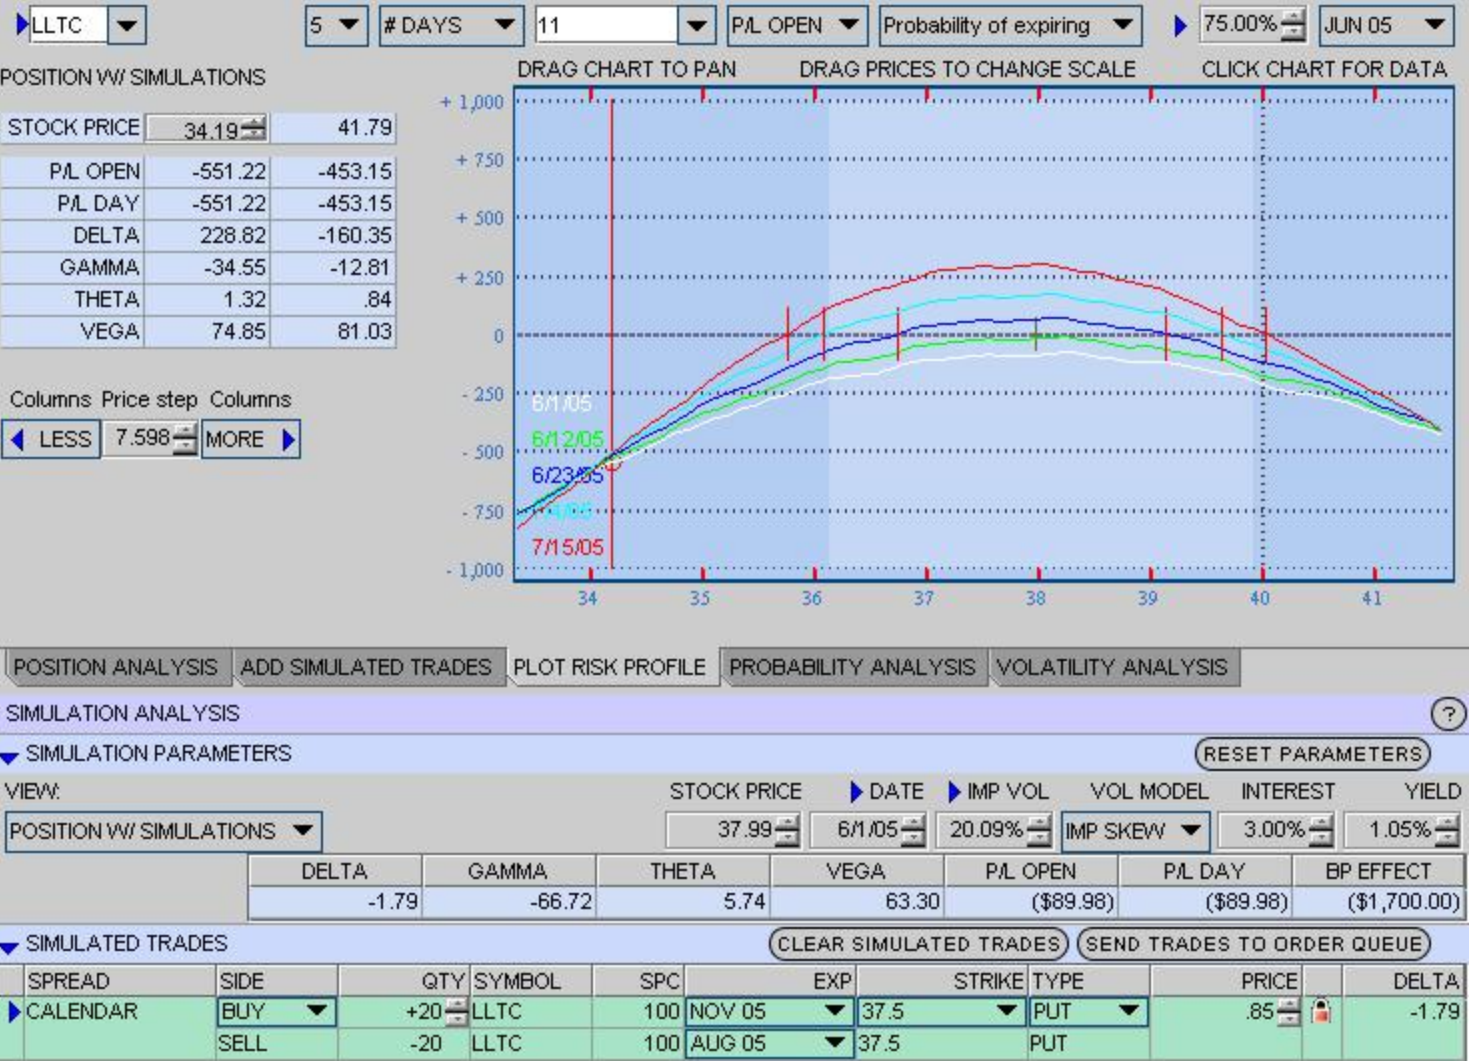 LLTC 5 # DAYS 11 P/L OPEN Probability of expiring 75.00% JUN 05
POSITION W/ SIMULATIONS DRAG CHART TO PAN DRAG PRICES TO CHANGE SCALE CLICK CHART FOR DATA
STOCK PRICE 34.19 41.79
P/L OPEN -551.22 -453.15
P/L DAY -551.22 -453.15
DELTA 228.82 -160.35
GAMMA -34.55 -12.81
THETA 1.32 .84
VEGA 74.85 81.03
Columns Price step Columns
LESS 7.598 MORE
+ 1,000
+ 750
+ 500
+ 250
0
- 250
- 500
- 750
- 1,000
6/1/05
6/12/05
6/23/05
7/15/05
34 35 36 37 38 39 40 41
POSITION ANALYSIS ADD SIMULATED TRADES PLOT RISK PROFILE PROBABILITY ANALYSIS VOLATILITY ANALYSIS
SIMULATION ANALYSIS ?
SIMULATION PARAMETERS RESET PARAMETERS
VIEW: STOCK PRICE DATE IMP VOL VOL MODEL INTEREST YIELD
POSITION W/ SIMULATIONS 37.99 6/1/05 20.09% IMP SKEW 3.00% 1.05%
DELTA GAMMA THETA VEGA P/L OPEN P/L DAY BP EFFECT
-1.79 -66.72 5.74 63.30 ($89.98) ($89.98) ($1,700.00)
SIMULATED TRADES CLEAR SIMULATED TRADES SEND TRADES TO ORDER QUEUE
SPREAD SIDE QTY SYMBOL SPC EXP STRIKE TYPE PRICE DELTA
CALENDAR BUY +20 LLTC 100 NOV 05 37.5 PUT .85 -1.79
SELL -20 LLTC 100 AUG 05 37.5 PUT